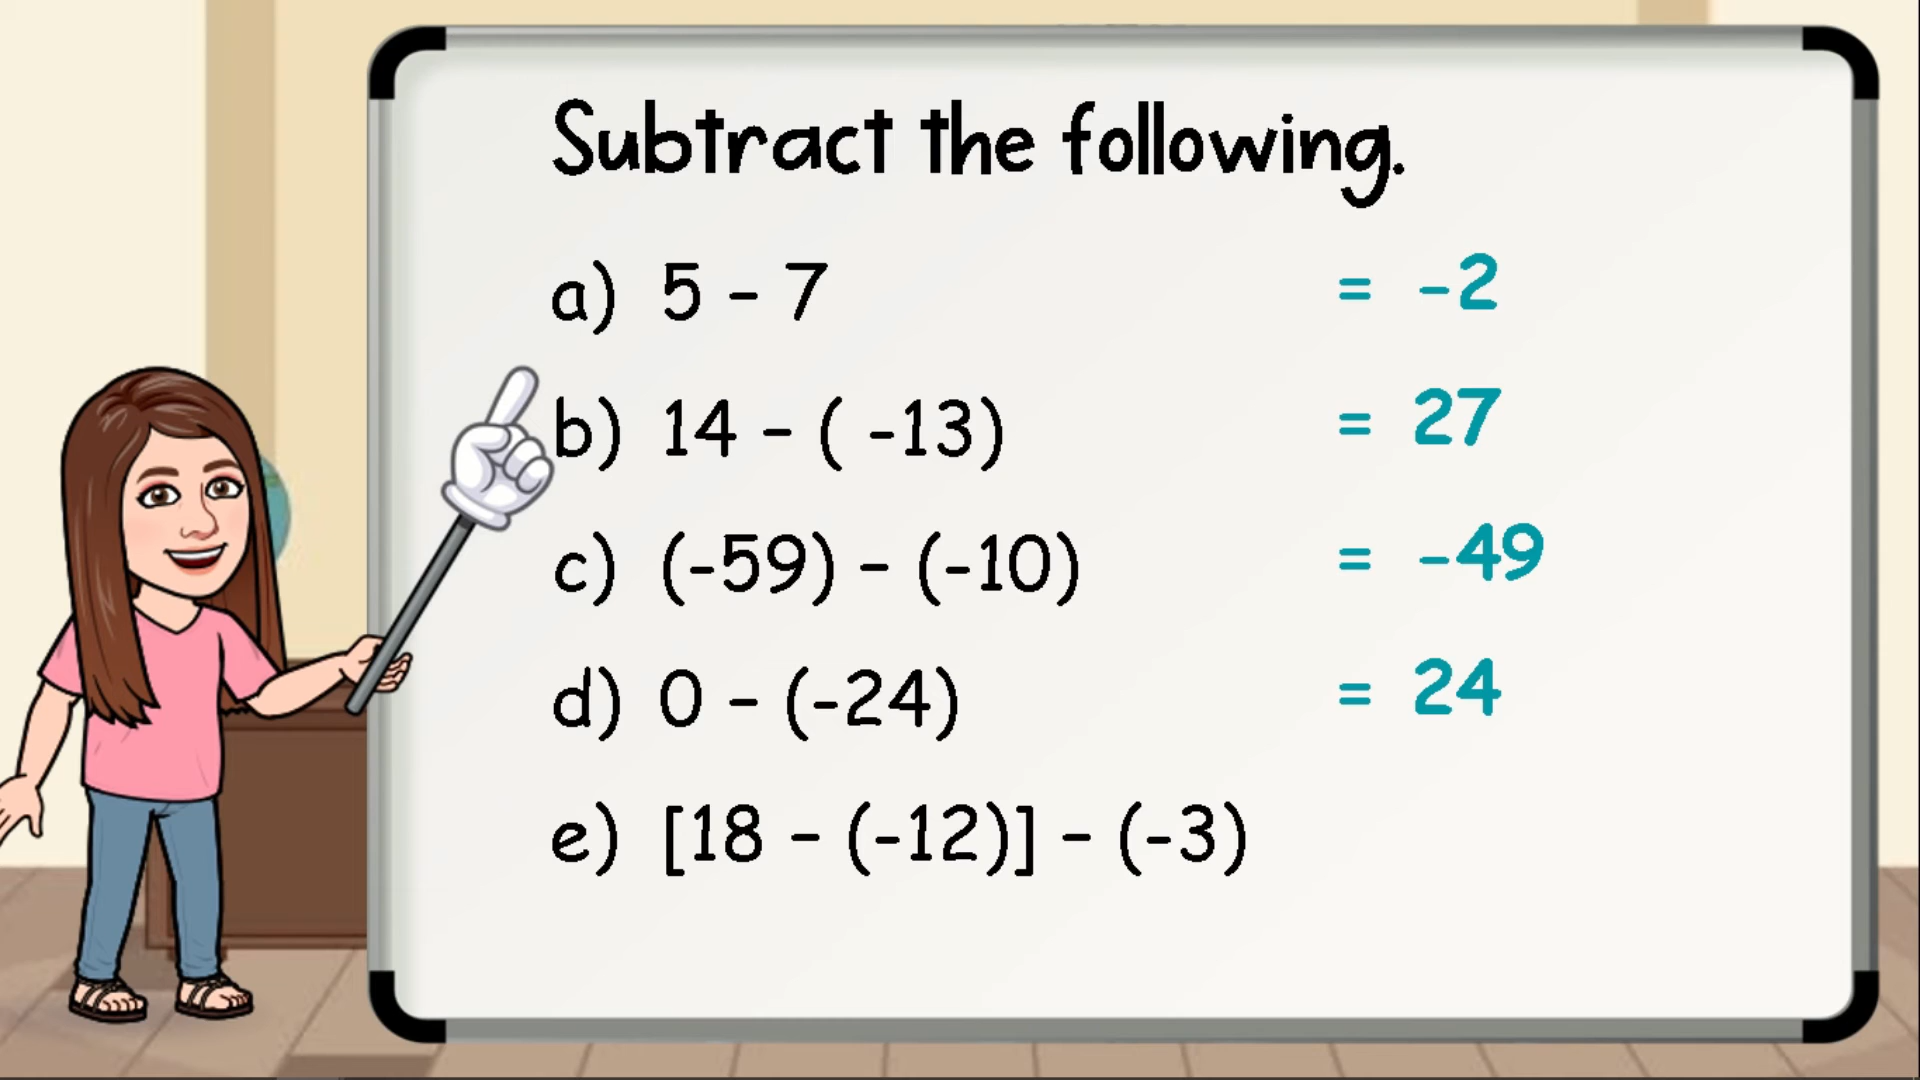 Subtract the following.
a) 5 - 7 = -2
b) 14 - ( -13) = 27
c) (-59) - (-10) = -49
d) 0 - (-24) = 24
e) [18 - (-12)] - (-3)